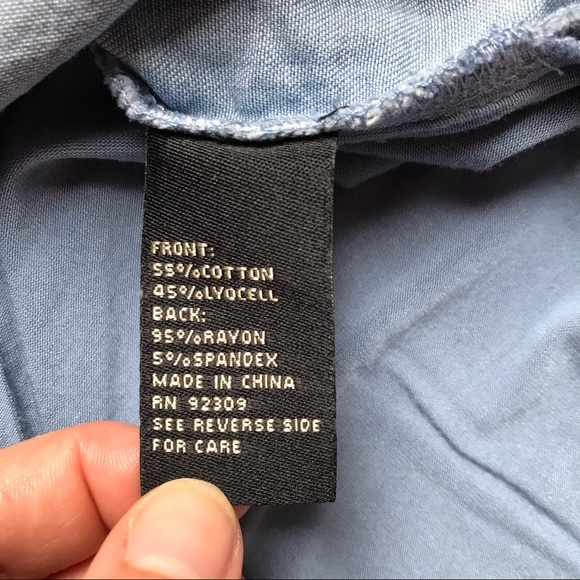 FRONT:
55%COTTON
45%LYOCELL
BACK:
95%RAYON
5%SPANDEX
MADE IN CHINA
RN 92309
SEE REVERSE SIDE
FOR CARE